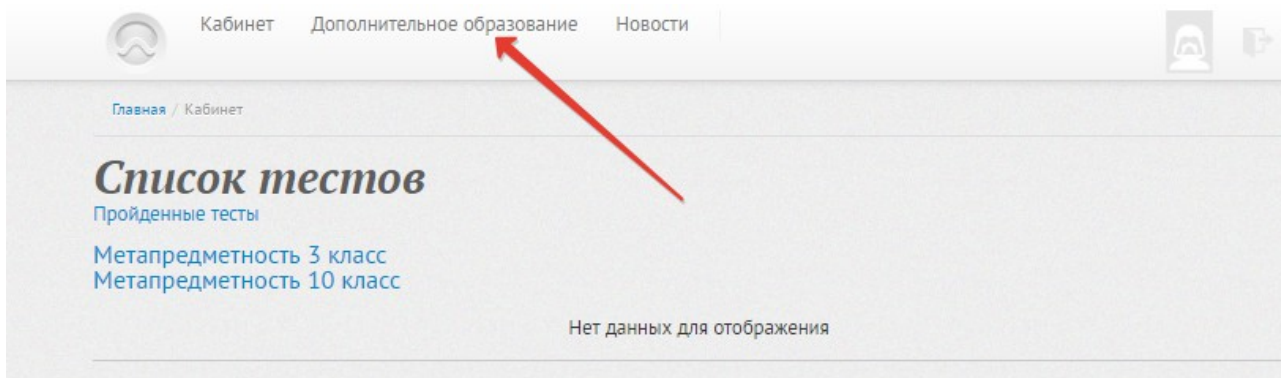 Кабинет Дополнительное образование Новости
Главная / Кабинет
Список тестов
Пройденные тесты
Метапредметность 3 класс
Метапредметность 10 класс
Нет данных для отображения